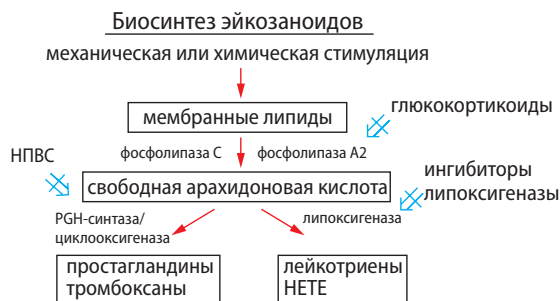 Биосинтез эйкозаноидов
механическая или химическая стимуляция
мембранные липиды
глюкокортикоиды
НПВС
фосфолипаза С
фосфолипаза А2
свободная арахидоновая кислота
ингибиторы
липоксигеназы
PGH-синтаза/
циклооксигеназа
липоксигеназа
простагландины
тромбоксаны
лейкотриены
НЕТЕ